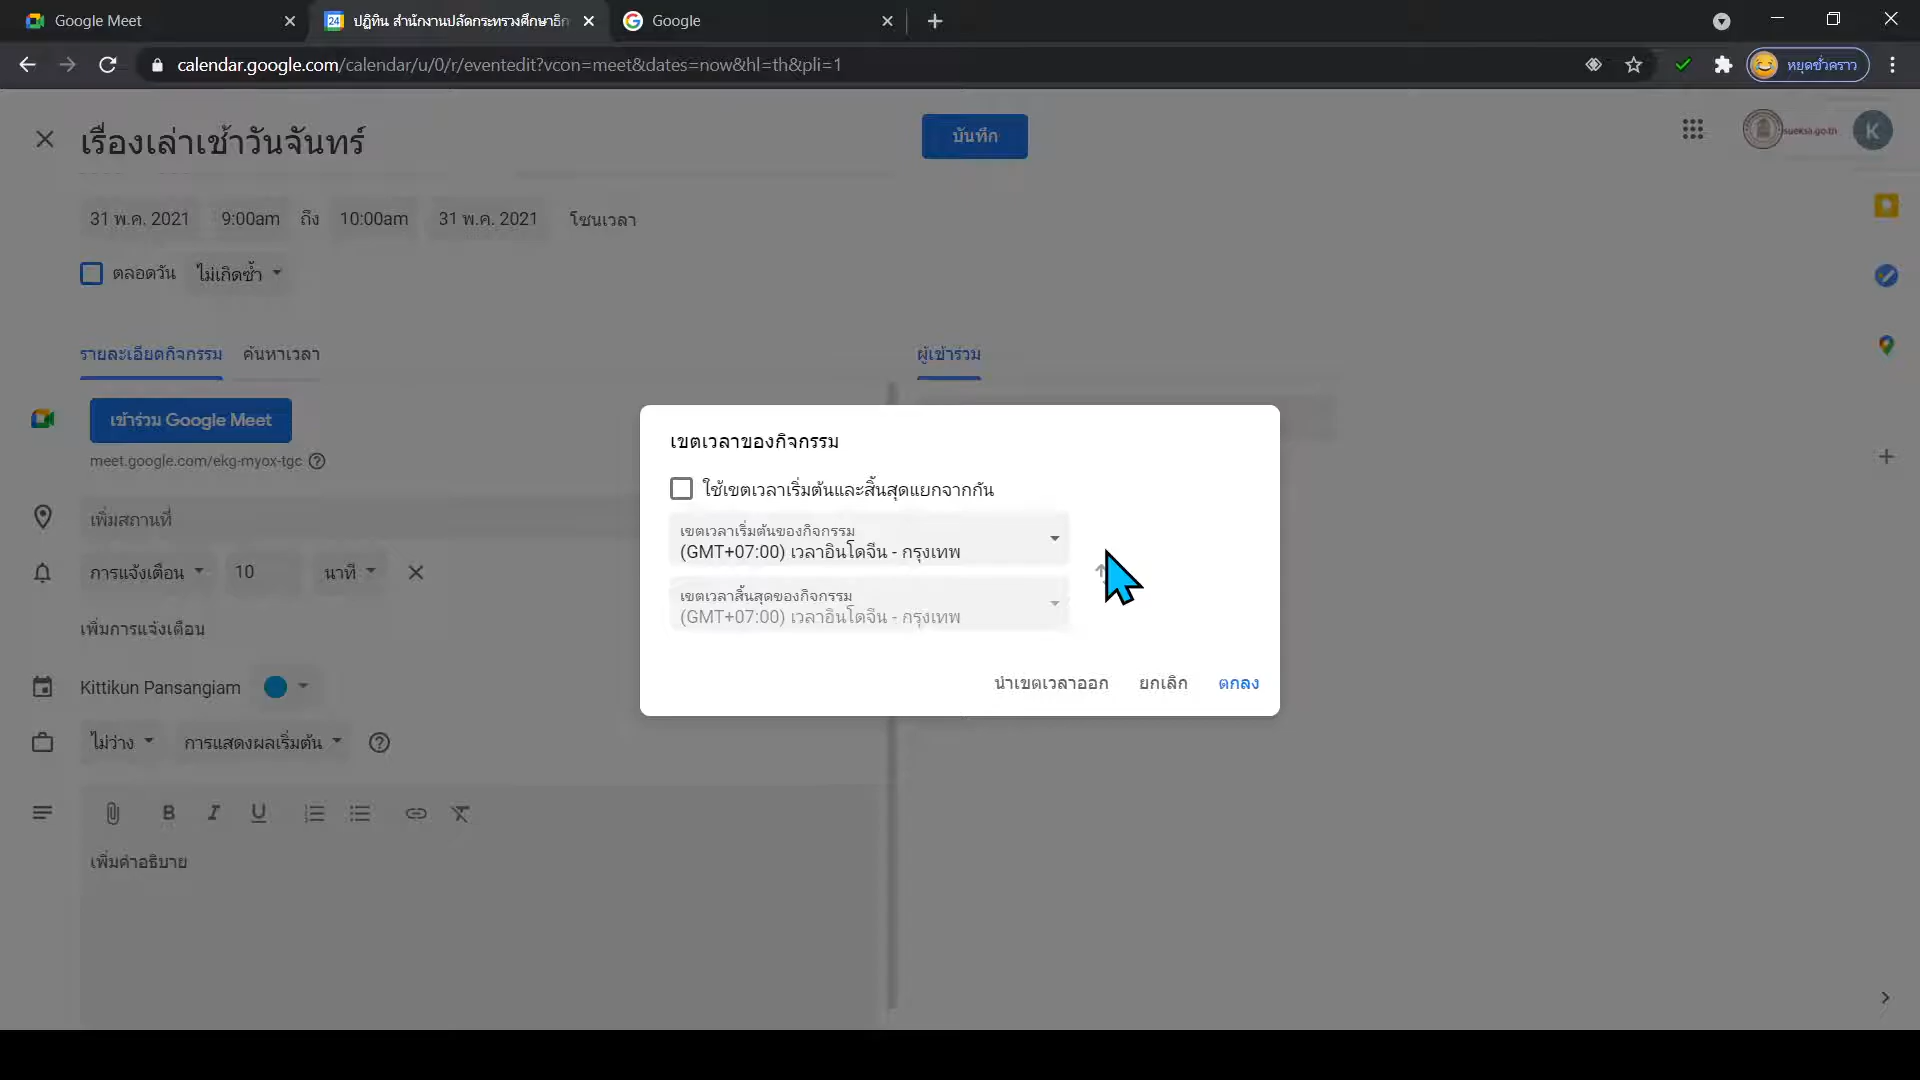 Google Meet
ปฏิทิน สำนักงานปลัดกระทรวงศึกษาธิก
Google
calendar.google.com/calendar/u/0/r/eventedit?vcon=meet&dates=now&hl=th&pli=1
หยุดชั่วคราว
เรื่องเล่าเช้าวันจันทร์
บันทึก
sueksa.go.th
K
31 พ.ค. 2021
9:00am
ถึง
10:00am
31 พ.ค. 2021
โซนเวลา
ตลอดวัน
ไม่เกิดซ้ำ
รายละเอียดกิจกรรม
ค้นหาเวลา
ผู้เข้าร่วม
เข้าร่วม Google Meet
meet.google.com/ekg-myox-tgc
เพิ่มสถานที่
การแจ้งเตือน
10
นาที
เพิ่มการแจ้งเตือน
Kittikun Pansangiam
ไม่ว่าง
การแสดงผลเริ่มต้น
เพิ่มคำอธิบาย
เขตเวลาของกิจกรรม
ใช้เขตเวลาเริ่มต้นและสิ้นสุดแยกจากกัน
เขตเวลาเริ่มต้นของกิจกรรม
(GMT+07:00) เวลาอินโดจีน - กรุงเทพ
เขตเวลาสิ้นสุดของกิจกรรม
(GMT+07:00) เวลาอินโดจีน - กรุงเทพ
นำเขตเวลาออก
ยกเลิก
ตกลง